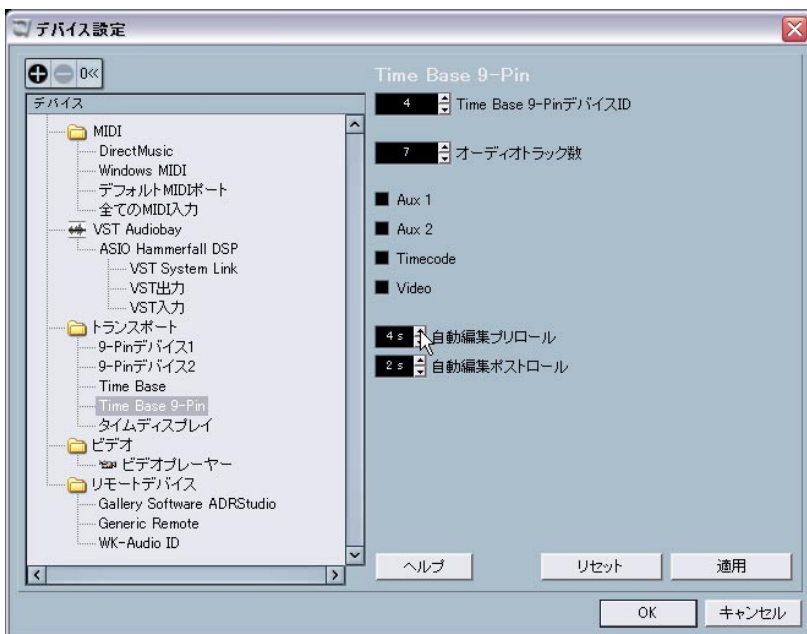 デバイス設定
0<<
デバイス
MIDI
DirectMusic
Windows MIDI
デフォルトMIDIポート
全てのMIDI入力
VST Audiobay
ASIO Hammerfall DSP
VST System Link
VST出力
VST入力
トランスポート
9-Pinデバイス1
9-Pinデバイス2
Time Base
Time Base 9-Pin
タイムディスプレイ
ビデオ
ビデオプレーヤー
リモートデバイス
Gallery Software ADRStudio
Generic Remote
WK-Audio ID
Time Base 9-Pin
4 Time Base 9-PinデバイスID
7 オーディオトラック数
Aux 1
Aux 2
Timecode
Video
4 s 自動編集プリロール
2 s 自動編集ポストロール
ヘルプ リセット 適用
OK キャンセル